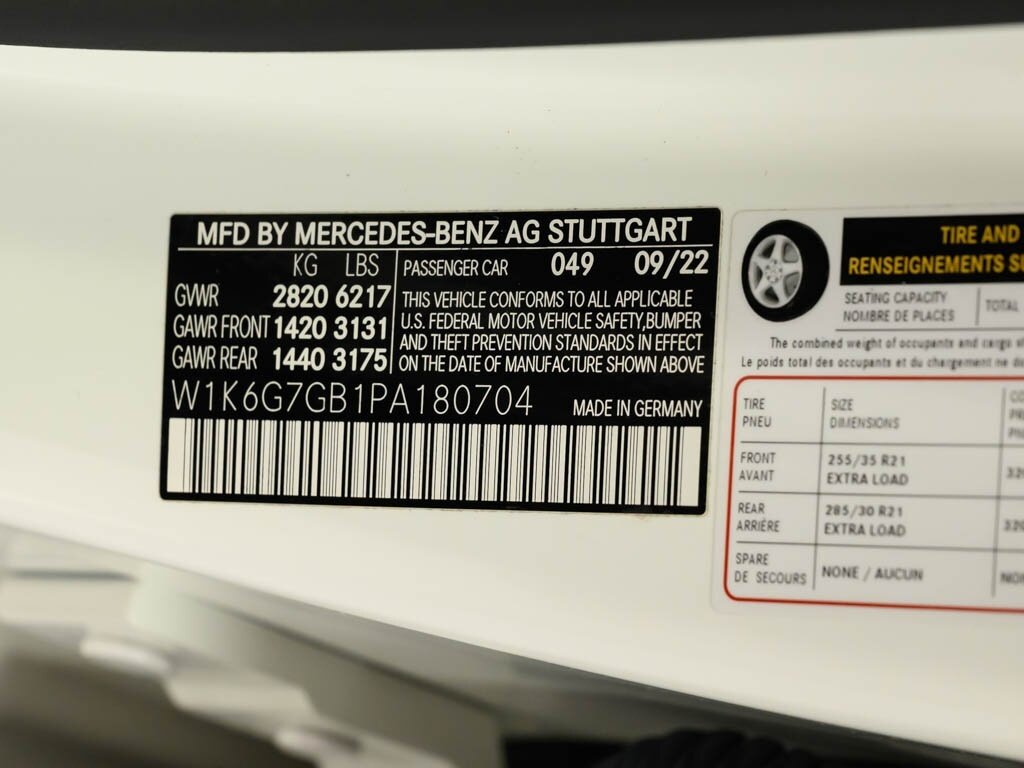 MFD BY MERCEDES-BENZ AG STUTTGART
KG LBS
PASSENGER CAR 049 09/22
GVWR 2820 6217
GAWR FRONT 1420 3131
GAWR REAR 1440 3175
THIS VEHICLE CONFORMS TO ALL APPLICABLE
U.S. FEDERAL MOTOR VEHICLE SAFETY,BUMPER
AND THEFT PREVENTION STANDARDS IN EFFECT
ON THE DATE OF MANUFACTURE SHOWN ABOVE
W1K6G7GB1PA180704
MADE IN GERMANY
TIRE AND
RENSEIGNEMENTS
SEATING CAPACITY
NOMBRE DE PLACES
TOTAL
The combined weight of occupants and cargo
Le poids total des occupants et du chargement ne
TIRE
PNEU
SIZE
DIMENSIONS
FRONT
AVANT
255/35 R21
EXTRA LOAD
REAR
ARRIÈRE
285/30 R21
EXTRA LOAD
SPARE
DE SECOURS
NONE / AUCUN